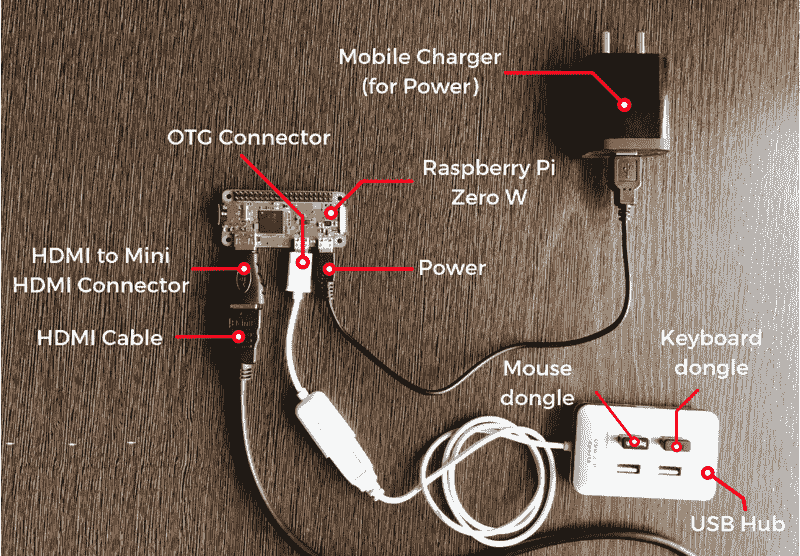 Mobile Charger
(for Power)
OTG Connector
Raspberry Pi
Zero W
HDMI to Mini
HDMI Connector
Power
HDMI Cable
Keyboard
dongle
Mouse
dongle
USB Hub